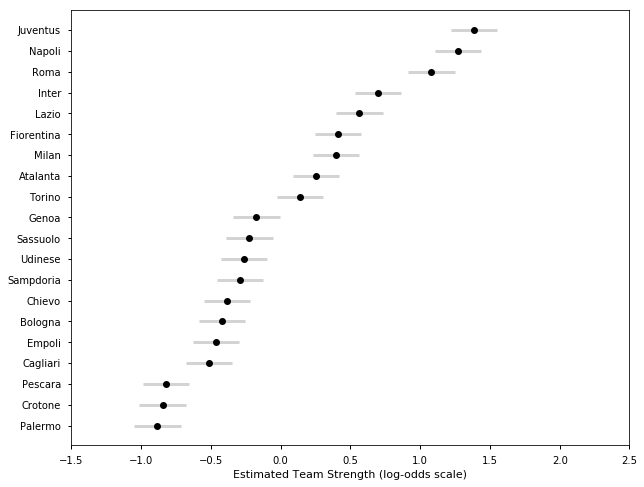 Juventus
Napoli
Roma
Inter
Lazio
Fiorentina
Milan
Atalanta
Torino
Genoa
Sassuolo
Udinese
Sampdoria
Chievo
Bologna
Empoli
Cagliari
Pescara
Crotone
Palermo
−1.5 −1.0 −0.5 0.0 0.5 1.0 1.5 2.0 2.5
Estimated Team Strength (log-odds scale)